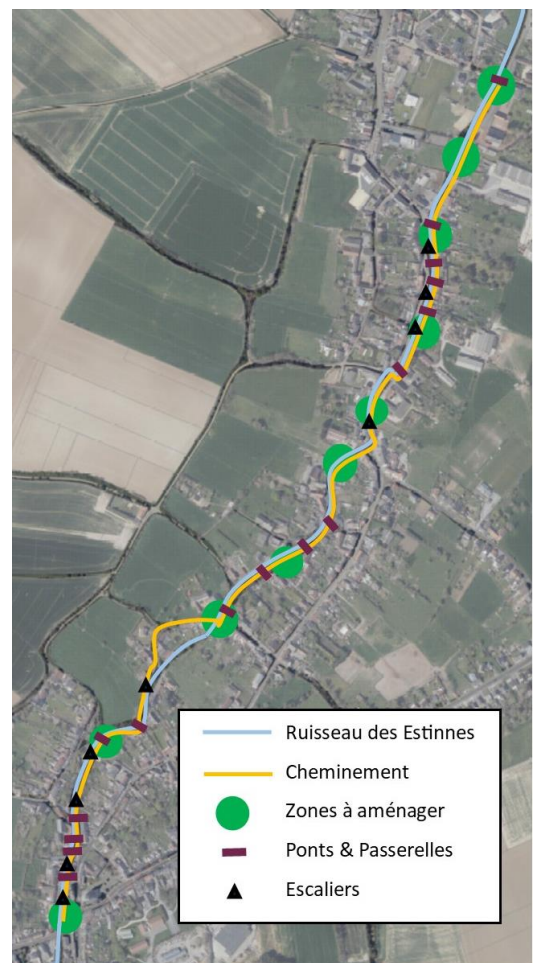 Ruisseau des Estinnes
Cheminement
Zones à aménager
Ponts & Passerelles
Escaliers